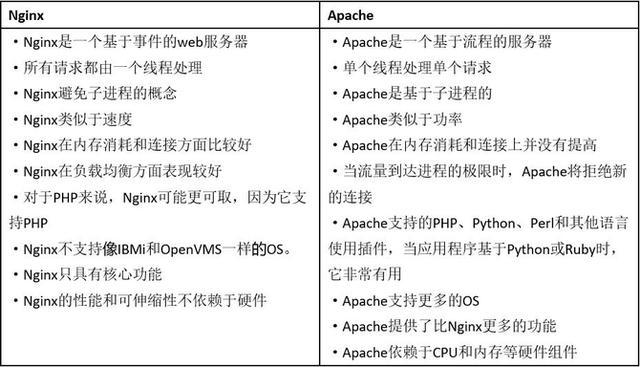 Nginx
• Nginx是一个基于事件的web服务器
• 所有请求都由一个线程处理
• Nginx避免子进程的概念
• Nginx类似于速度
• Nginx在内存消耗和连接方面比较好
• Nginx在负载均衡方面表现较好
• 对于PHP来说，Nginx可能更可取，因为它支
持PHP
• Nginx不支持像IBMi和OpenVMS一样的OS。
• Nginx只具有核心功能
• Nginx的性能和可伸缩性不依赖于硬件
Apache
• Apache是一个基于流程的服务器
• 单个线程处理单个请求
• Apache是基于子进程的
• Apache类似于功率
• Apache在内存消耗和连接上并没有提高
• 当流量到达进程的极限时，Apache将拒绝新
的连接
• Apache支持的PHP、Python、Perl和其他语言
使用插件，当应用程序基于Python或Ruby时，
它非常有用
• Apache支持更多的OS
• Apache提供了比Nginx更多的功能
• Apache依赖于CPU和内存等硬件组件